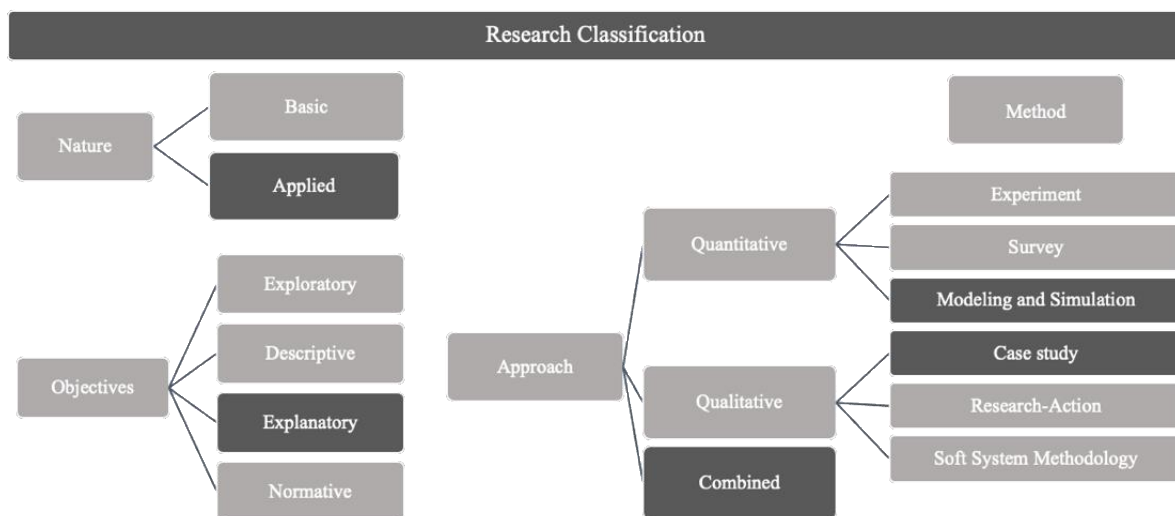 Research Classification
Nature
Basic
Applied
Objectives
Exploratory
Descriptive
Explanatory
Normative
Approach
Quantitative
Qualitative
Combined
Method
Experiment
Survey
Modeling and Simulation
Case study
Research-Action
Soft System Methodology